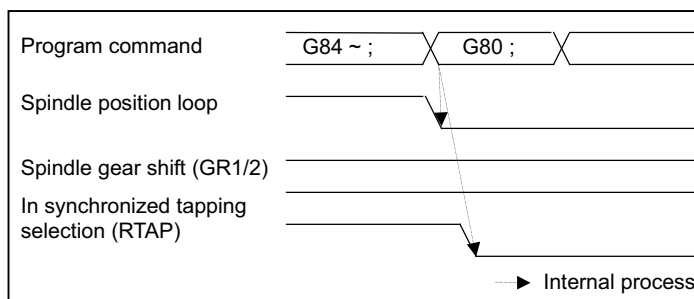 Program command
G84 ~ ;
G80 ;
Spindle position loop
Spindle gear shift (GR1/2)
In synchronized tapping
selection (RTAP)
Internal process